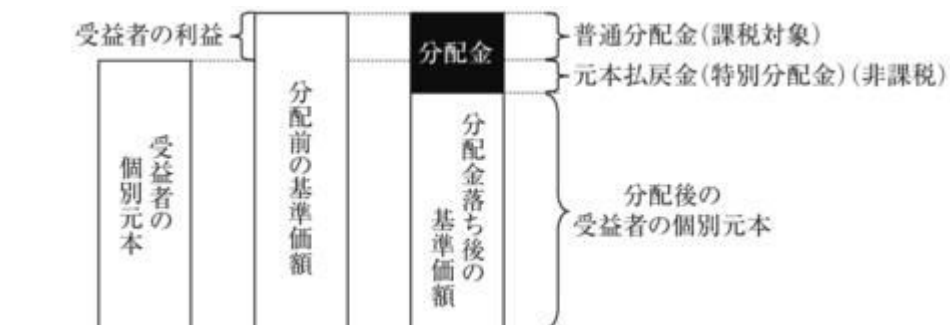 受益者の利益
分配金
普通分配金(課税対象)
元本払戻金(特別分配金)(非課税)
受益者の
個別元本
分配前の基準価額
分配金落ち後の
基準価額
分配後の
受益者の個別元本